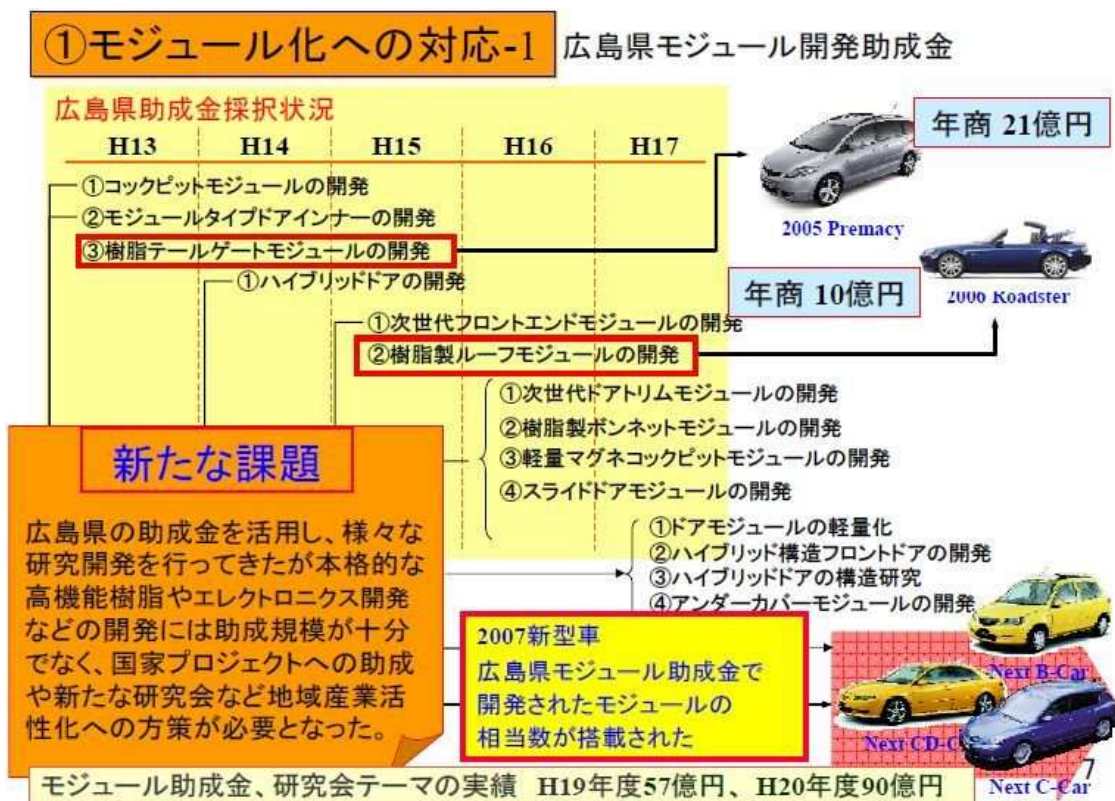 ①モジュール化への対応-1
広島県モジュール開発助成金
広島県助成金採択状況
H13 H14 H15 H16 H17
①コックピットモジュールの開発
②モジュールタイプドアインナーの開発
③樹脂テールゲートモジュールの開発
①ハイブリッドドアの開発
①次世代フロントエンドモジュールの開発
②樹脂製ルーフモジュールの開発
①次世代ドアトリムモジュールの開発
②樹脂製ボンネットモジュールの開発
③軽量マグネコックピットモジュールの開発
④スライドドアモジュールの開発
①ドアモジュールの軽量化
②ハイブリッド構造フロントドアの開発
③ハイブリッドドアの構造研究
④アンダーカバーモジュールの開発
年商 21億円
2005 Premacy
年商 10億円
2006 Roadster
新たな課題
広島県の助成金を活用し、様々な
研究開発を行ってきたが本格的な
高機能樹脂やエレクトロニクス開発
などの開発には助成規模が十分
でなく、国家プロジェクトへの助成
や新たな研究会など地域産業活
性化への方策が必要となった。
2007新型車
広島県モジュール助成金で
開発されたモジュールの
相当数が搭載された
Next B-Car
Next CD-C
Next C-Car
モジュール助成金、研究会テーマの実績 H19年度57億円、H20年度90億円
7